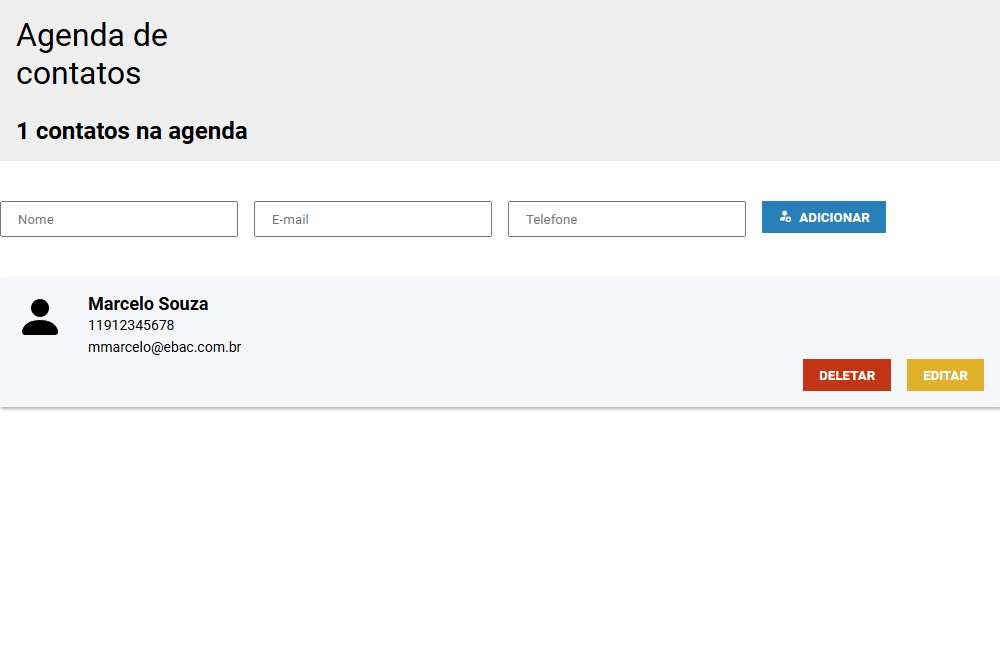 Agenda de
contatos
1 contatos na agenda
Nome
E-mail
Telefone
ADICIONAR
Marcelo Souza
11912345678
mmarcelo@ebac.com.br
DELETAR
EDITAR